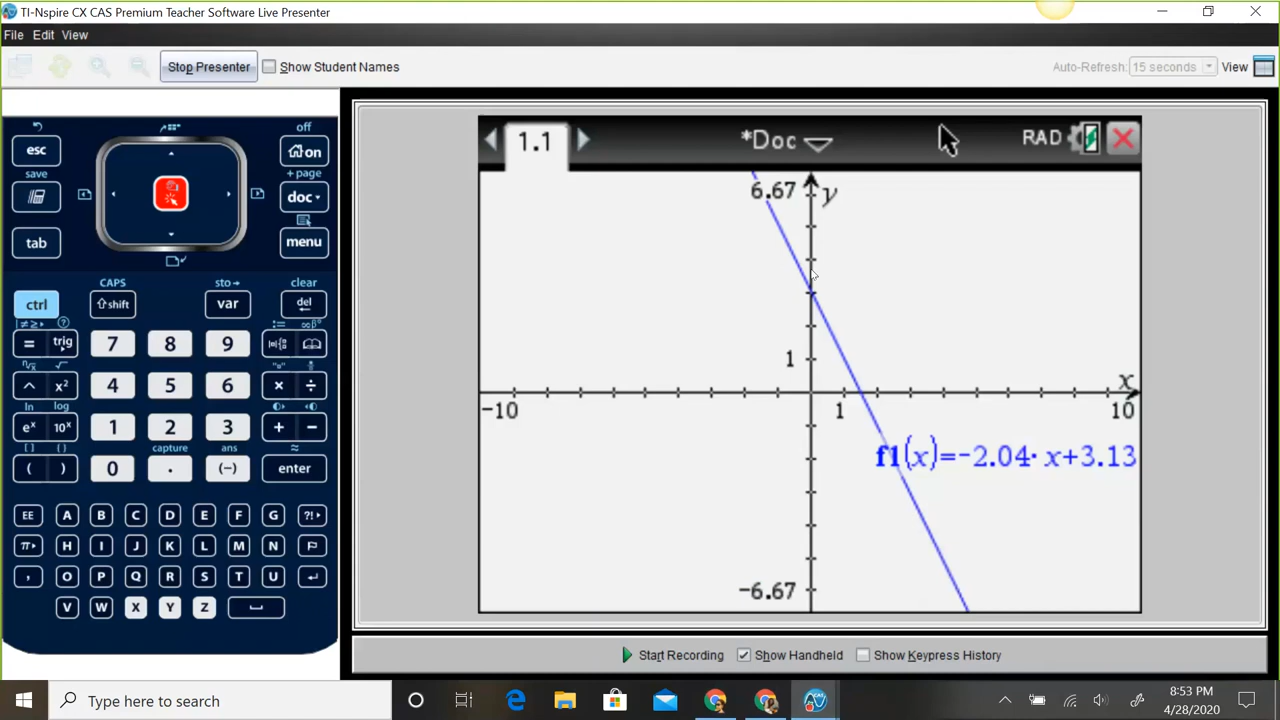 TI-Nspire CX CAS Premium Teacher Software Live Presenter
File Edit View
Stop Presenter Show Student Names Auto-Refresh: 15 seconds View
off
esc on
save + page
doc
tab menu
CAPS sto→ clear
ctrl ⇧shift var del
|≠≥▸ ? := αβ°
= trig 7 8 9
ⁿ√x √ "∘"
^ x² 4 5 6 × ÷
ln log
eˣ 10ˣ 1 2 3 + −
[ ] { } capture ans ≈
( ) 0 . (−) enter
EE A B C D E F G ?!▸
π▸ H I J K L M N
, O P Q R S T U
V W X Y Z
1.1 *Doc RAD
6.67 y
1
x
-10 1 10
f1(x)=-2.04· x+3.13
-6.67
Start Recording Show Handheld Show Keypress History
Type here to search
8:53 PM
4/28/2020